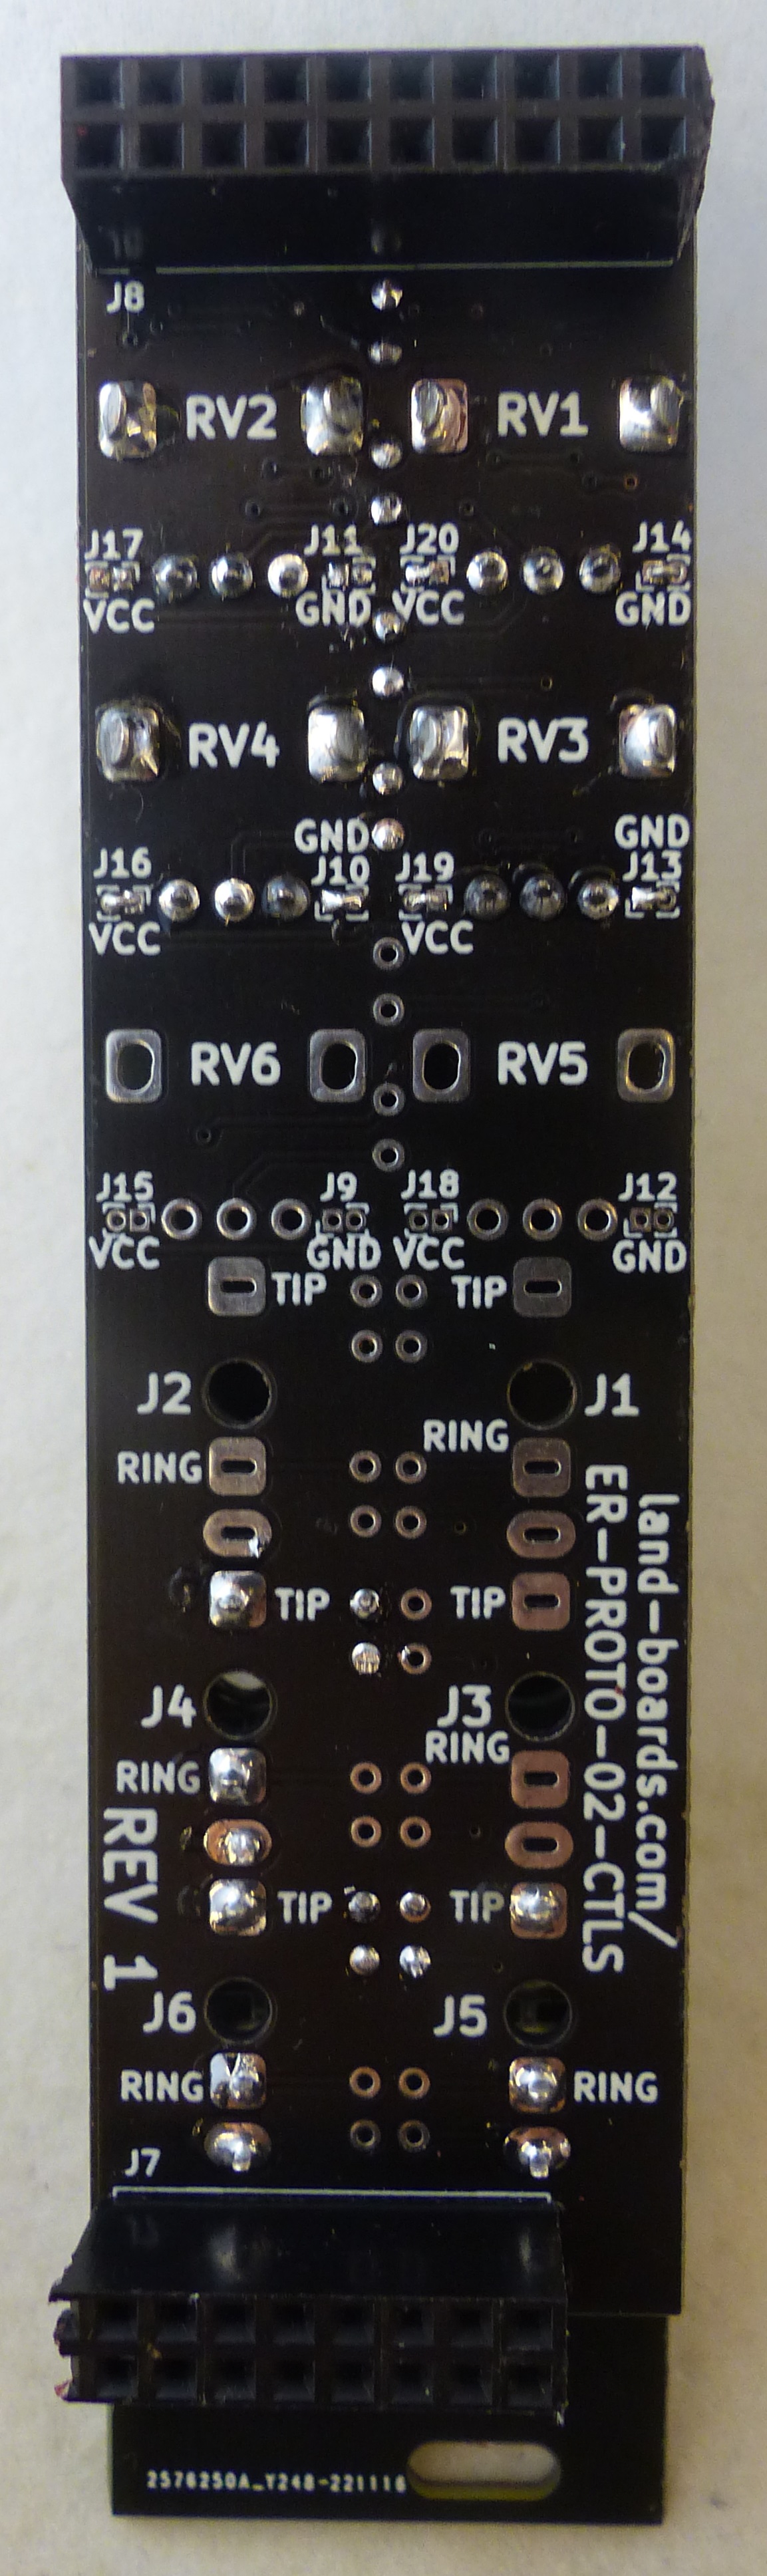 J8
RV2 RV1
J17 J11 J20 J14
VCC GND VCC GND
RV4 RV3
GND GND
J16 J10 J19 J13
VCC VCC
RV6 RV5
J15 J9 J18 J12
VCC GND VCC GND
TIP TIP
J2 J1
RING RING
TIP TIP
J4 J3
RING RING
land-boards.com/
ER-PROTO-02-CTLS
REV 1
TIP TIP
J6 J5
RING RING
J7
2576250A_Y248-221116